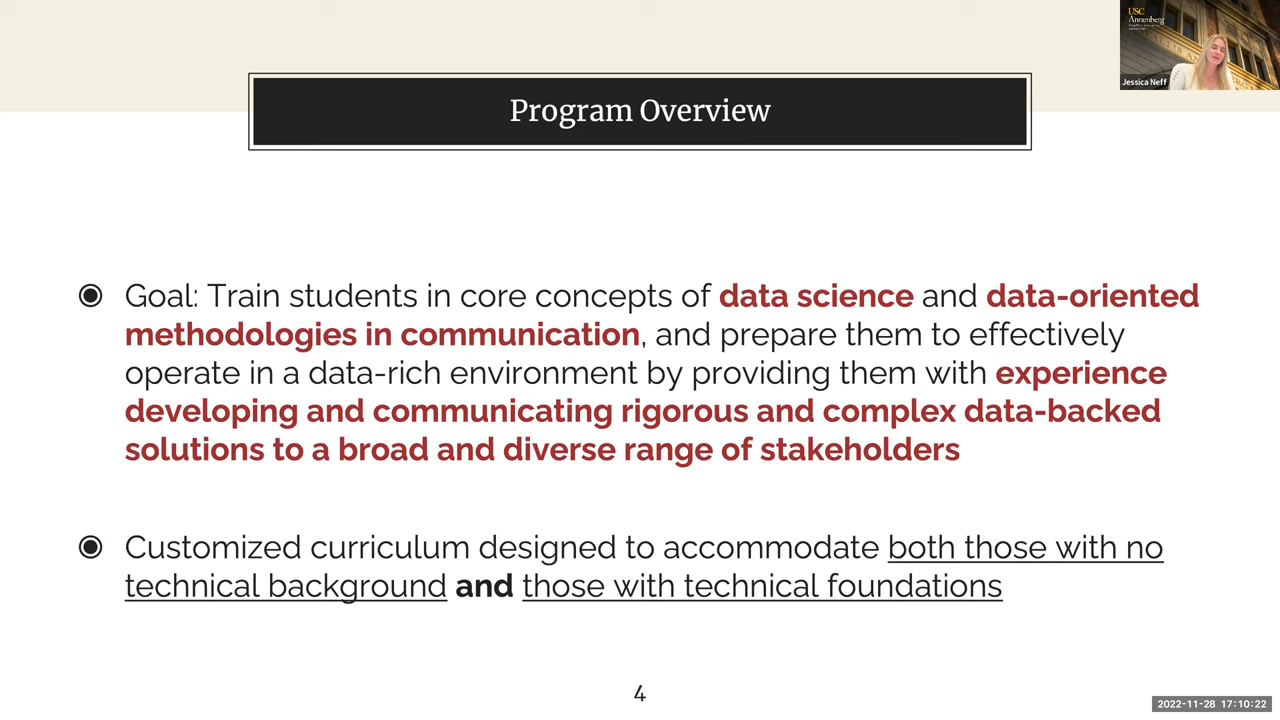 USC
Annenberg
Jessica Neff
Program Overview
Goal: Train students in core concepts of data science and data-oriented
methodologies in communication, and prepare them to effectively
operate in a data-rich environment by providing them with experience
developing and communicating rigorous and complex data-backed
solutions to a broad and diverse range of stakeholders
Customized curriculum designed to accommodate both those with no
technical background and those with technical foundations
4
2022-11-28 17:10:22